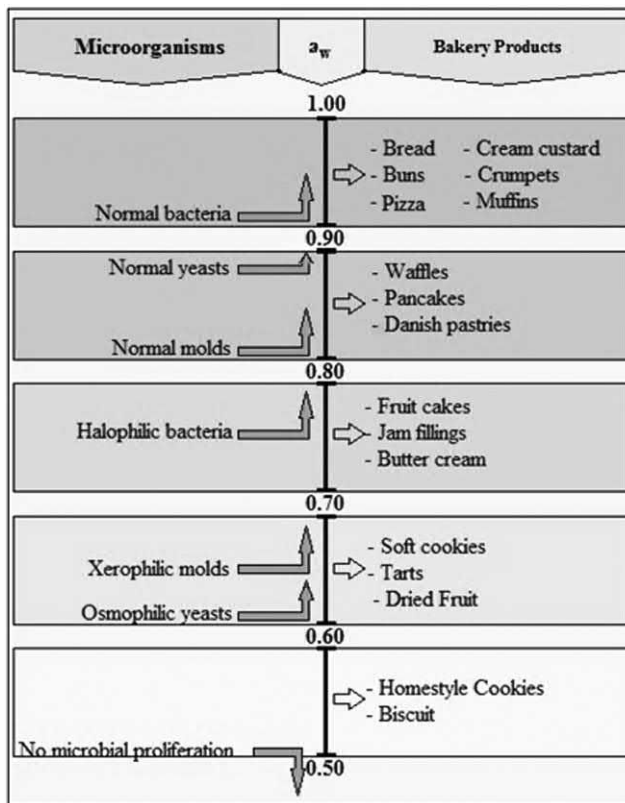 Microorganisms
a_w
Bakery Products
1.00
- Bread - Cream custard
- Buns - Crumpets
- Pizza - Muffins
Normal bacteria
0.90
Normal yeasts
- Waffles
- Pancakes
- Danish pastries
Normal molds
0.80
- Fruit cakes
Halophilic bacteria
- Jam fillings
- Butter cream
0.70
- Soft cookies
Xerophilic molds
- Tarts
- Dried Fruit
Osmophilic yeasts
0.60
- Homestyle Cookies
- Biscuit
No microbial proliferation
0.50